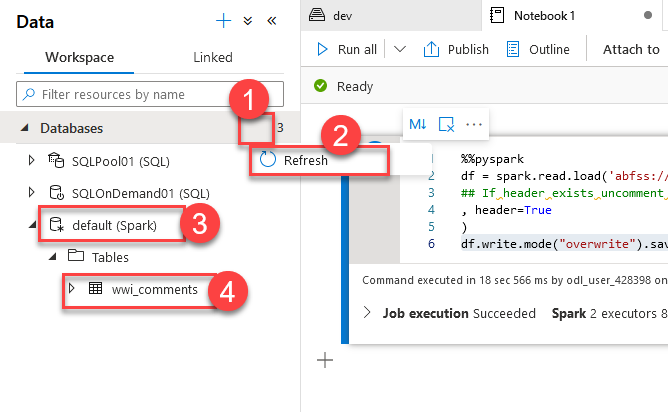 Data
Workspace Linked
Filter resources by name
1
Databases 3
2
Refresh
SQLPool01 (SQL)
SQLOnDemand01 (SQL)
default (Spark) 3
Tables
wwi_comments 4
dev Notebook 1
Run all Publish Outline Attach to
Ready
M↓ ...
1 %%pyspark
2 df = spark.read.load('abfss://
3 ## If header exists uncomment
4 , header=True
5 )
6 df.write.mode("overwrite").sav
Command executed in 18 sec 566 ms by odl_user_428398 on
Job execution Succeeded Spark 2 executors 8